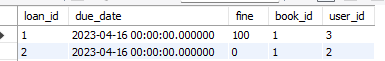 loan_id due_date fine book_id user_id
1 2023-04-16 00:00:00.000000 100 1 3
2 2023-04-16 00:00:00.000000 0 1 2